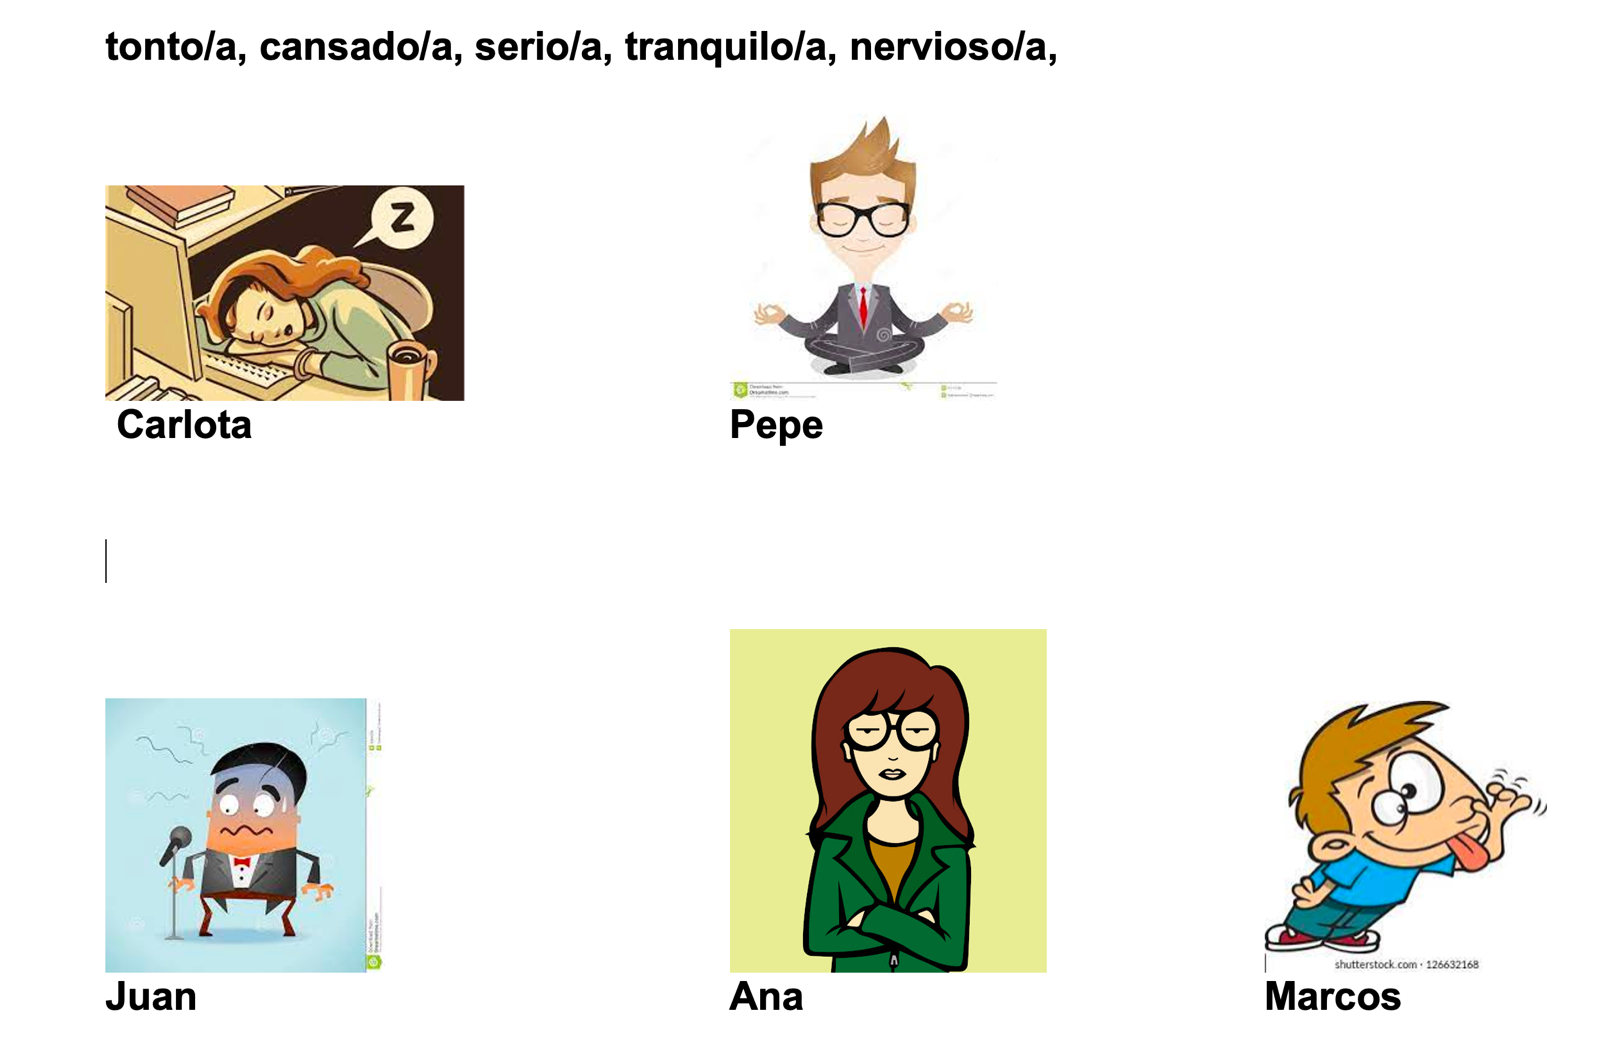 tonto/a, cansado/a, serio/a, tranquilo/a, nervioso/a,
Z
Carlota
Pepe
Juan
Ana
shutterstock.com · 126632168
Marcos